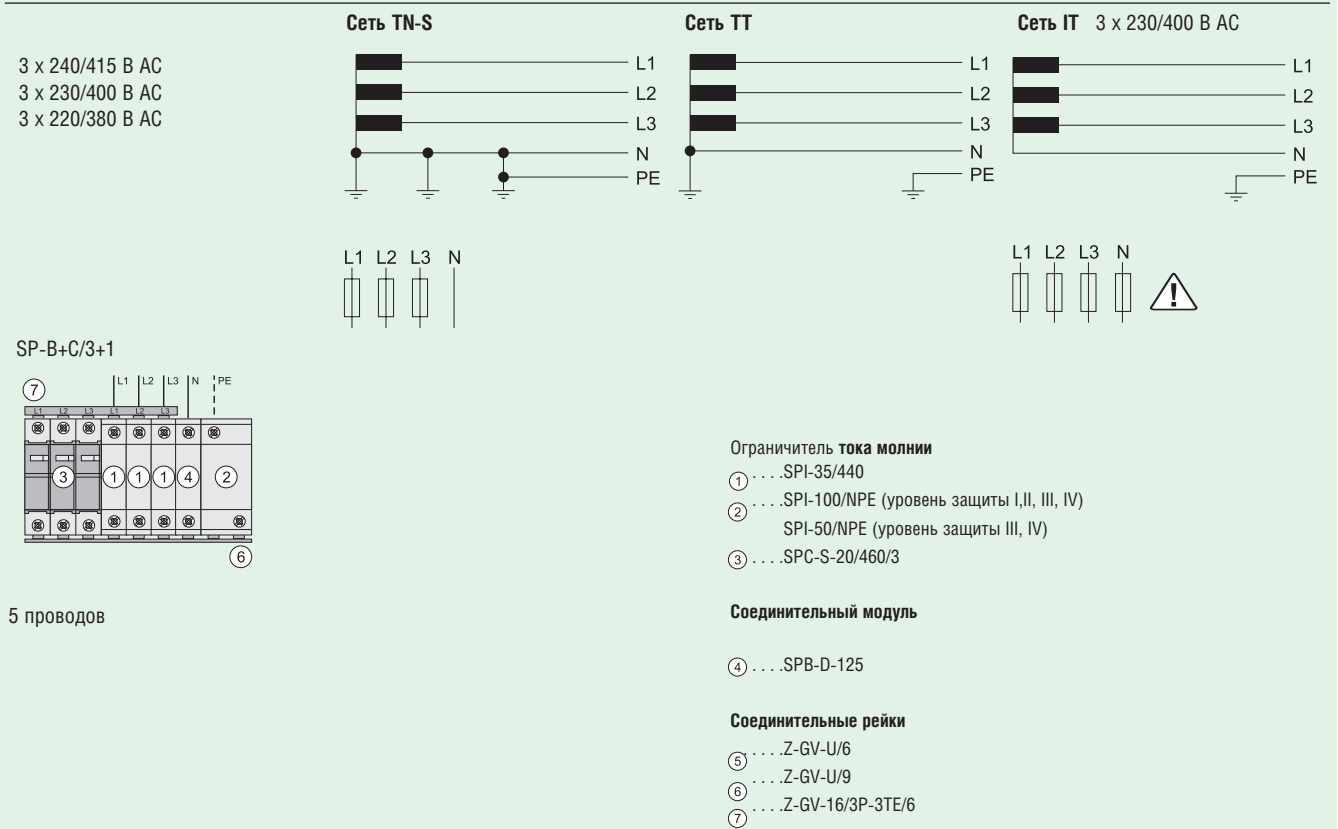 Сеть TN-S
Сеть TT
Сеть IT 3 x 230/400 В AC
3 x 240/415 В AC
3 x 230/400 В AC
3 x 220/380 В AC
L1
L2
L3
N
PE
L1
L2
L3
N
PE
L1
L2
L3
N
PE
L1 L2 L3 N
L1 L2 L3 N
!
SP-B+C/3+1
7
L1 L2 L3 N PE
L1 L2 L3 L1 L2 L3
3 1 1 1 4 2
6
5 проводов
Ограничитель тока молнии
1 . . . .SPI-35/440
2 . . . .SPI-100/NPE (уровень защиты I,II, III, IV)
SPI-50/NPE (уровень защиты III, IV)
3 . . . .SPC-S-20/460/3
Соединительный модуль
4 . . . .SPB-D-125
Соединительные рейки
5 . . . .Z-GV-U/6
6 . . . .Z-GV-U/9
7 . . . .Z-GV-16/3P-3TE/6